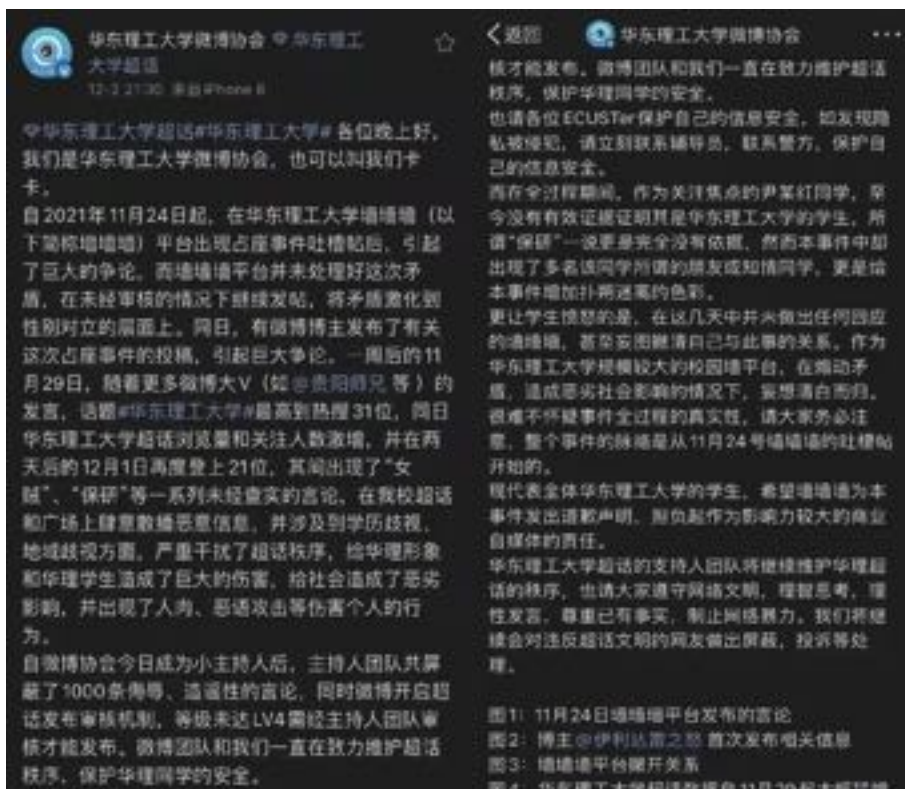 华东理工大学微博协会 华东理工
大学超话
12-2 21:30 来自iPhone 8
华东理工大学超话#华东理工大学# 各位晚上好，
我们是华东理工大学微博协会，也可以叫我们卡
卡。
自2021年11月24日起，在华东理工大学墙墙墙（以
下简称墙墙墙）平台出现占座事件吐槽帖后，引起
了巨大的争论。而墙墙墙平台并未处理好这次矛
盾，在未经审核的情况下继续发帖，将矛盾激化到
性别对立的层面上。同日，有微博博主发布了有关
这次占座事件的投稿，引起巨大争论。一周后的11
月29日，随着更多微博大V（如@贵阳师兄 等）的
发言，话题#华东理工大学#最高到热搜31位，同日
华东理工大学超话浏览量和关注人数激增，并在两
天后的12月1日再度登上21位，其间出现了“女
贼”、“保研”等一系列未经查实的言论。在我校超话
和广场上肆意散播恶意信息，并涉及到学历歧视、
地域歧视方面，严重干扰了超话秩序，给华理形象
和华理学生造成了巨大的伤害，给社会造成了恶劣
影响，并出现了人肉、恶语攻击等伤害个人的行
为。
自微博协会今日成为小主持人后，主持人团队共屏
蔽了1000条侮辱、造谣性的言论，同时微博开启超
话发布审核机制，等级未达LV4需经主持人团队审
核才能发布。微博团队和我们一直在致力维护超话
秩序，保护华理同学的安全。
返回 华东理工大学微博协会
核才能发布。微博团队和我们一直在致力维护超话
秩序，保护华理同学的安全。
也请各位ECUSTer保护自己的信息安全，如发现隐
私被侵犯，请立刻联系辅导员，联系警方，保护自
己的信息安全。
而在全过程期间，作为关注焦点的尹某红同学，至
今没有有效证据证明其是华东理工大学的学生，所
谓“保研”一说更是完全没有依据，然而本事件中却
出现了多名该同学所谓的朋友或知情同学，更是给
本事件增加扑朔迷离的色彩。
更让学生愤怒的是，在这几天中并未做出任何回应
的墙墙墙，甚至妄图撇清自己与此事的关系。作为
华东理工大学规模较大的校园墙平台，在煽动矛
盾，造成恶劣社会影响的情况下，妄想清白而归。
很难不怀疑事件全过程的真实性，请大家务必注
意，整个事件的脉络是从11月24号墙墙墙的吐槽帖
开始的。
现代表全体华东理工大学的学生，希望墙墙墙为本
事件发出道歉声明，担负起作为影响力较大的商业
自媒体的责任。
华东理工大学超话的主持人团队将继续维护华理超
话的秩序，也请大家遵守网络文明，理智思考，理
性发言，尊重已有事实，制止网络暴力。我们将继
续会对违反超话文明的网友做出屏蔽，投诉等处
理。
图1：11月24日墙墙墙平台发布的言论
图2：博主@伊利达雷之怒 首次发布相关信息
图3：墙墙墙平台撇开关系